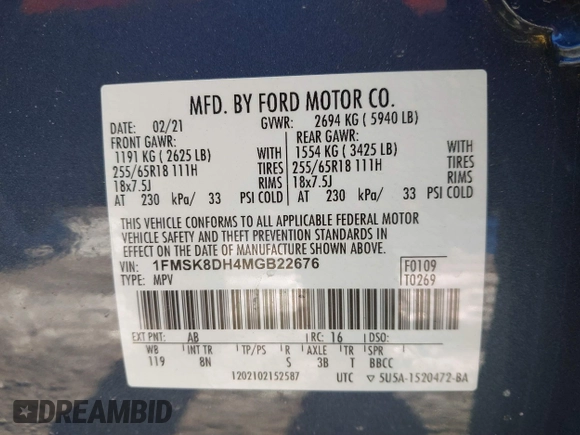 MFD. BY FORD MOTOR CO.
DATE: 02/21 GVWR: 2694 KG ( 5940 LB)
FRONT GAWR: REAR GAWR:
1191 KG ( 2625 LB) WITH 1554 KG ( 3425 LB) WITH
255/65R18 111H TIRES 255/65R18 111H TIRES
18x7.5J RIMS 18x7.5J RIMS
AT 230 kPa/ 33 PSI COLD AT 230 kPa/ 33 PSI COLD
THIS VEHICLE CONFORMS TO ALL APPLICABLE FEDERAL MOTOR
VEHICLE SAFETY AND THEFT PREVENTION STANDARDS IN
EFFECT ON THE DATE OF MANUFACTURE SHOWN ABOVE.
VIN: 1FMSK8DH4MGB22676 F0109
TYPE: MPV T0269
EXT PNT: AB RC: 16 DSO:
WB INT TR TP/PS R AXLE TR SPR
119 8N S 3B T BBCC
1202102152587 UTC 5U5A-1520472-BA
AUTOHELPERBOT.COM